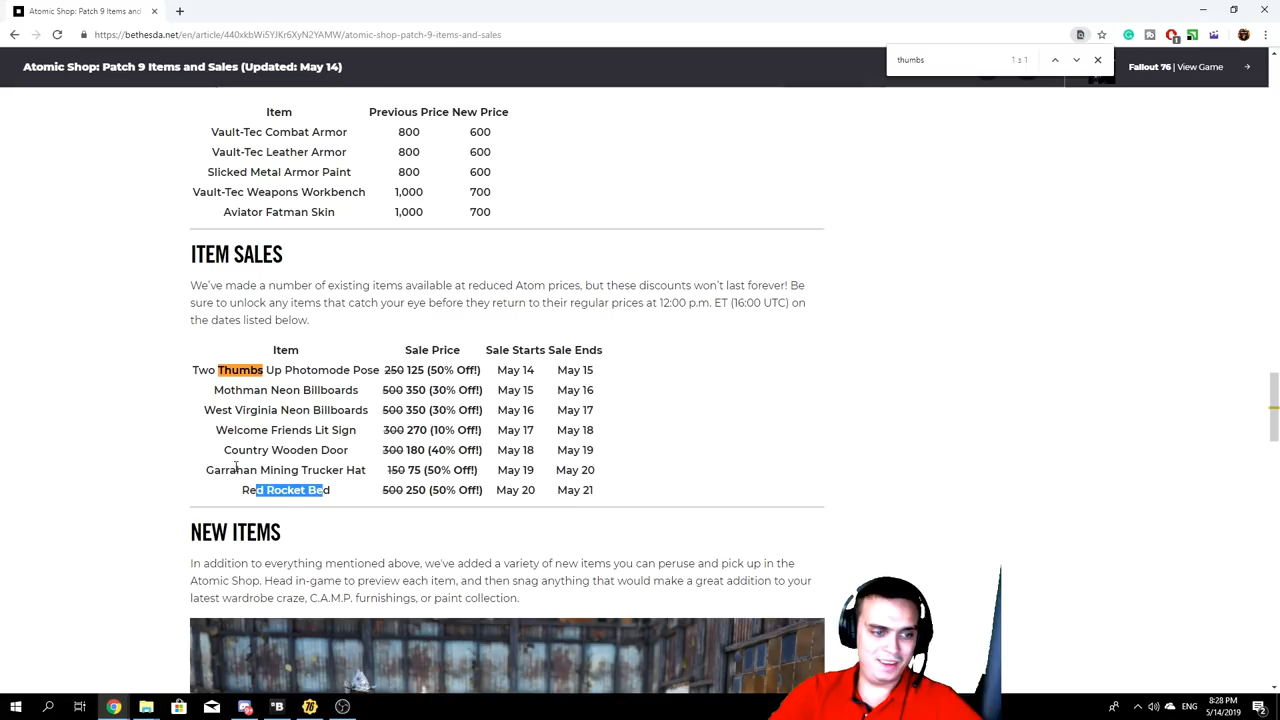 Atomic Shop: Patch 9 Items and
https://bethesda.net/en/article/440xkbWi5YJKr6XyN2YAMW/atomic-shop-patch-9-items-and-sales
thumbs 1 z 1
Atomic Shop: Patch 9 Items and Sales (Updated: May 14)
Fallout 76 | View Game
Item Previous Price New Price
Vault-Tec Combat Armor 800 600
Vault-Tec Leather Armor 800 600
Slicked Metal Armor Paint 800 600
Vault-Tec Weapons Workbench 1,000 700
Aviator Fatman Skin 1,000 700
ITEM SALES
We've made a number of existing items available at reduced Atom prices, but these discounts won't last forever! Be
sure to unlock any items that catch your eye before they return to their regular prices at 12:00 p.m. ET (16:00 UTC) on
the dates listed below.
Item Sale Price Sale Starts Sale Ends
Two Thumbs Up Photomode Pose 250 125 (50% Off!) May 14 May 15
Mothman Neon Billboards 500 350 (30% Off!) May 15 May 16
West Virginia Neon Billboards 500 350 (30% Off!) May 16 May 17
Welcome Friends Lit Sign 300 270 (10% Off!) May 17 May 18
Country Wooden Door 300 180 (40% Off!) May 18 May 19
Garrahan Mining Trucker Hat 150 75 (50% Off!) May 19 May 20
Red Rocket Bed 500 250 (50% Off!) May 20 May 21
NEW ITEMS
In addition to everything mentioned above, we've added a variety of new items you can peruse and pick up in the
Atomic Shop. Head in-game to preview each item, and then snag anything that would make a great addition to your
latest wardrobe craze, C.A.M.P. furnishings, or paint collection.
ENG
8:28 PM
5/14/2019